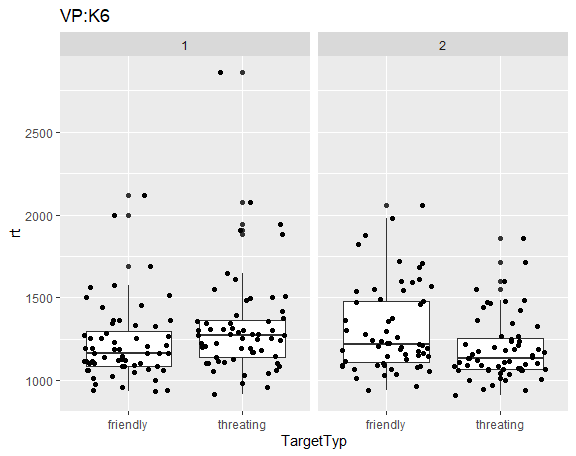 VP:K6
1 2
2500
2000
1500
1000
rt
friendly threating friendly threating
TargetTyp